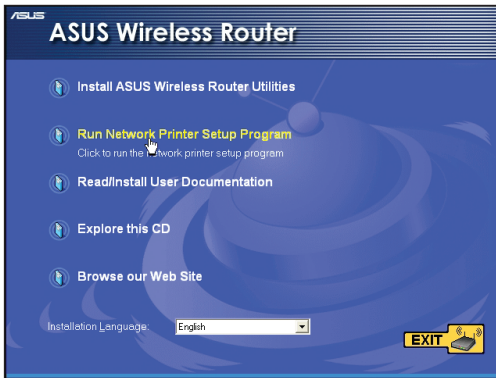 ASUS
ASUS Wireless Router
Install ASUS Wireless Router Utilities
Run Network Printer Setup Program
Click to run the network printer setup program
Read/Install User Documentation
Explore this CD
Browse our Web Site
Installation Language: English
EXIT